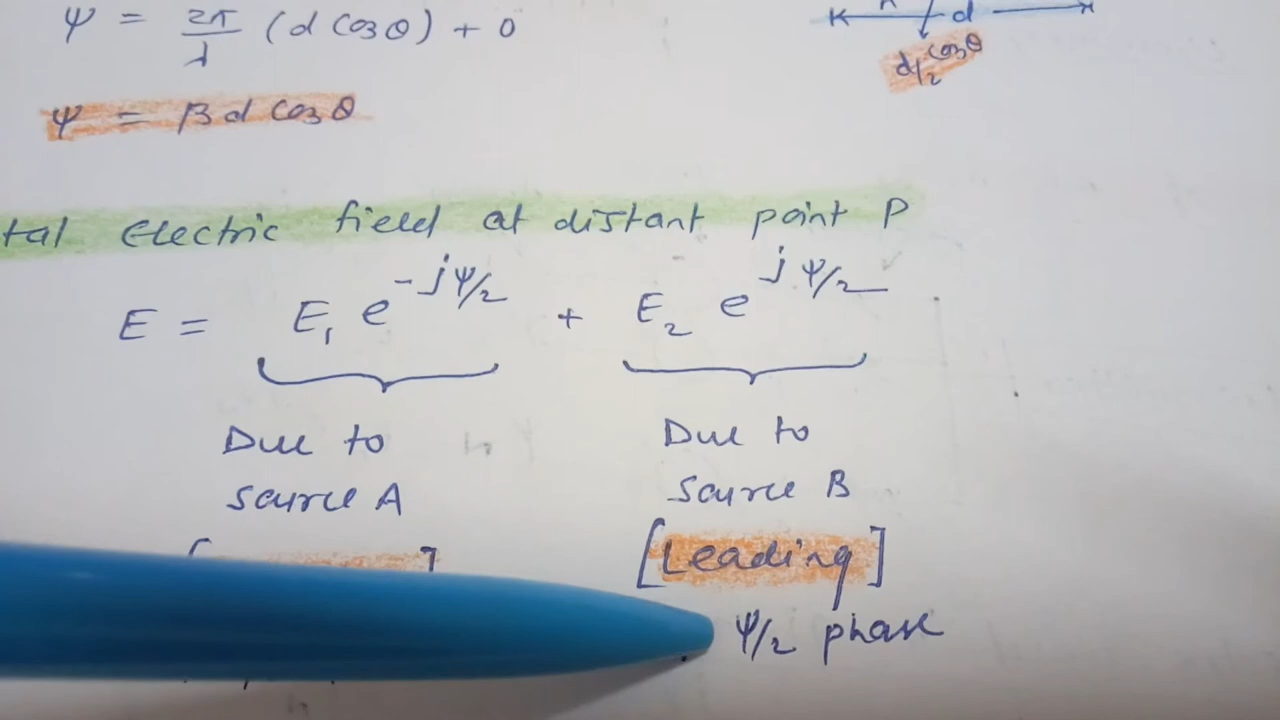 ψ = 2π/λ (d cosθ) + 0
d
d/2 cosθ
ψ = βd cosθ
tal electric field at distant point P
E = E₁ e^(-jψ/2) + E₂ e^(jψ/2)
Due to
source A
Due to
source B
[Leading]
ψ/2 phase